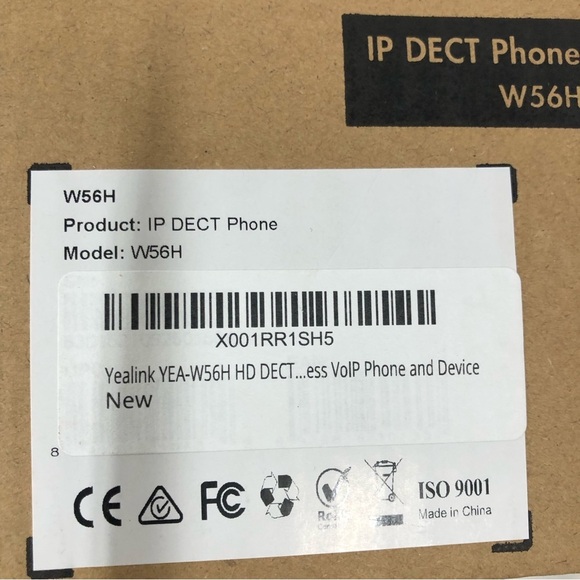 IP DECT Phone
W56H
W56H
Product: IP DECT Phone
Model: W56H
X001RR1SH5
Yealink YEA-W56H HD DECT...ess VoIP Phone and Device
New
8
CE FC
ISO 9001
Made in China